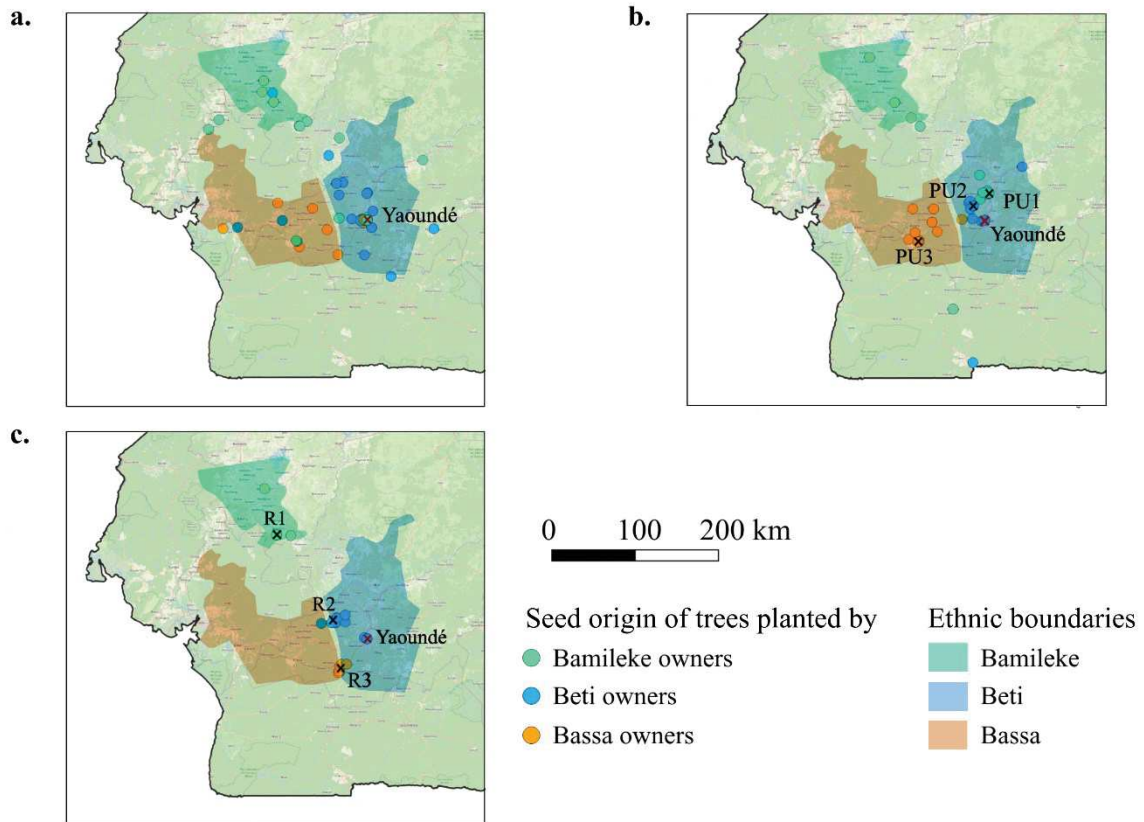 a.
Yaoundé
b.
PU2
PU1
Yaoundé
PU3
c.
R1
R2
Yaoundé
R3
0 100 200 km
Seed origin of trees planted by
Bamileke owners
Beti owners
Bassa owners
Ethnic boundaries
Bamileke
Beti
Bassa